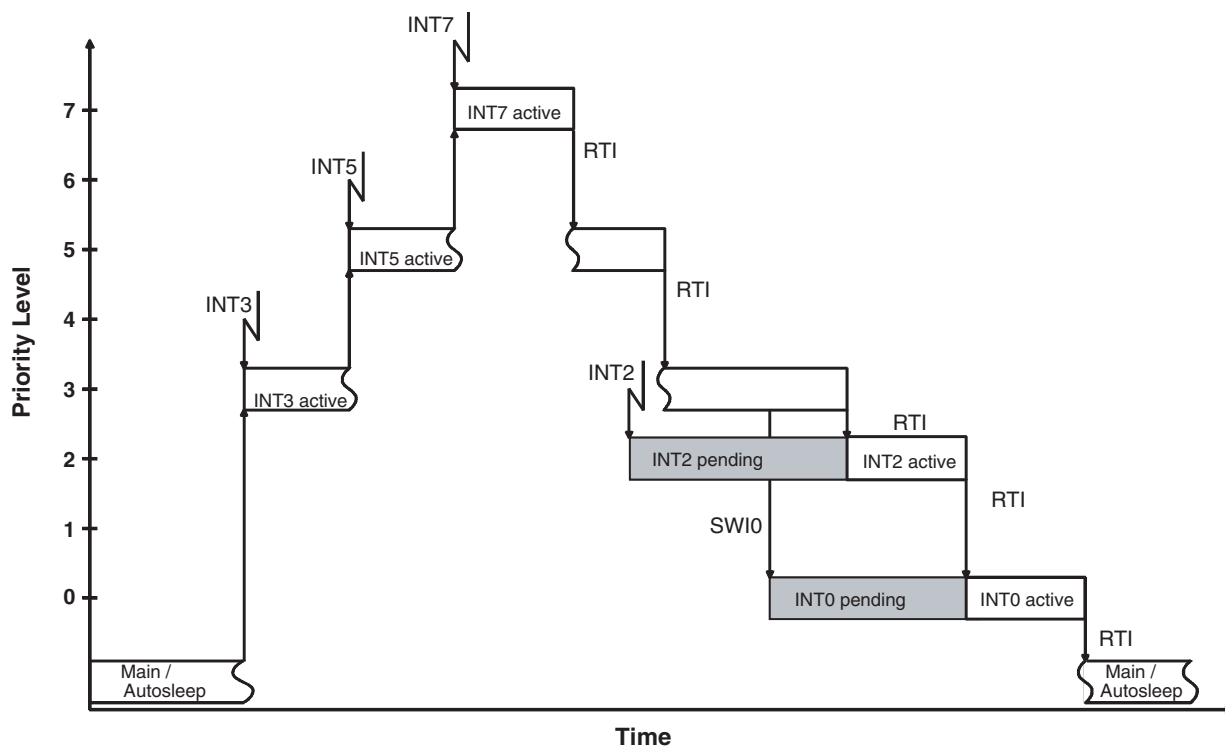 INT7
7
INT7 active
RTI
6
INT5
5
INT5 active
RTI
4
INT3
3
INT3 active
INT2
RTI
2
INT2 pending
INT2 active
RTI
1
SWI0
0
INT0 pending
INT0 active
RTI
Main /
Autosleep
Main /
Autosleep
Priority Level
Time